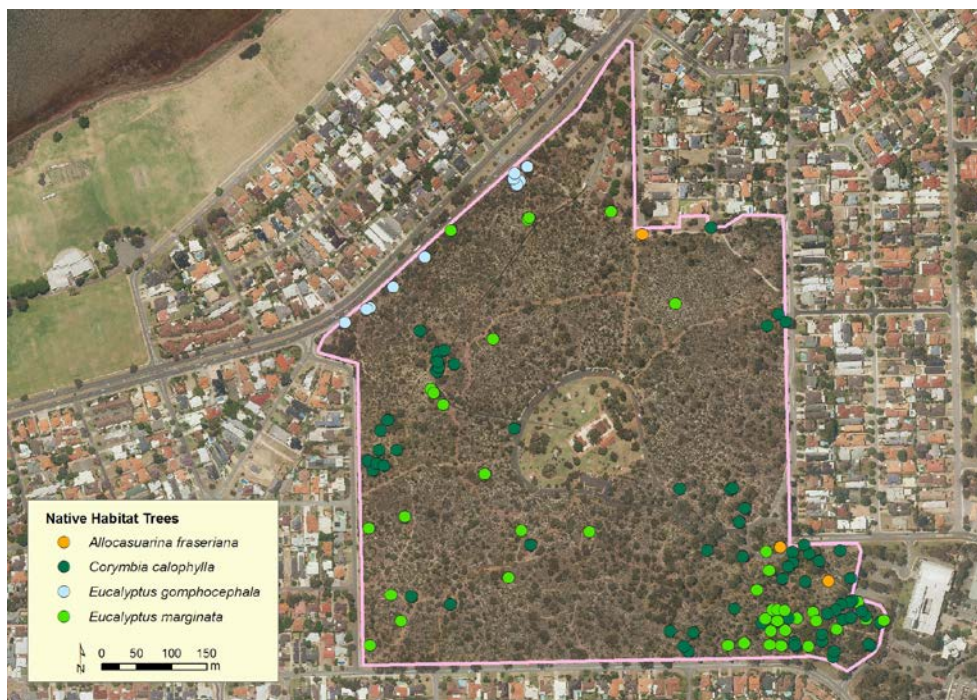 Native Habitat Trees
Allocasuarina fraseriana
Corymbia calophylla
Eucalyptus gomphocephala
Eucalyptus marginata
N
0 50 100 150
m